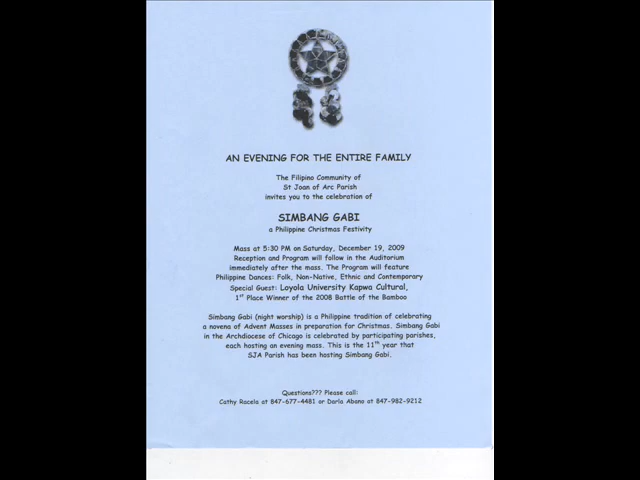 AN EVENING FOR THE ENTIRE FAMILY
The Filipino Community of
St Joan of Arc Parish
invites you to the celebration of
SIMBANG GABI
a Philippine Christmas Festivity
Mass at 5:30 PM on Saturday, December 19, 2009
Reception and Program will follow in the Auditorium
immediately after the mass. The Program will feature
Philippine Dances: Folk, Non-Native, Ethnic and Contemporary
Special Guest: Loyola University Kapwa Cultural,
1st Place Winner of the 2008 Battle of the Bamboo
Simbang Gabi (night worship) is a Philippine tradition of celebrating
a novena of Advent Masses in preparation for Christmas. Simbang Gabi
in the Archdiocese of Chicago is celebrated by participating parishes,
each hosting an evening mass. This is the 11th year that
SJA Parish has been hosting Simbang Gabi.
Questions??? Please call:
Cathy Racela at 847-677-4481 or Darla Abano at 847-982-9212